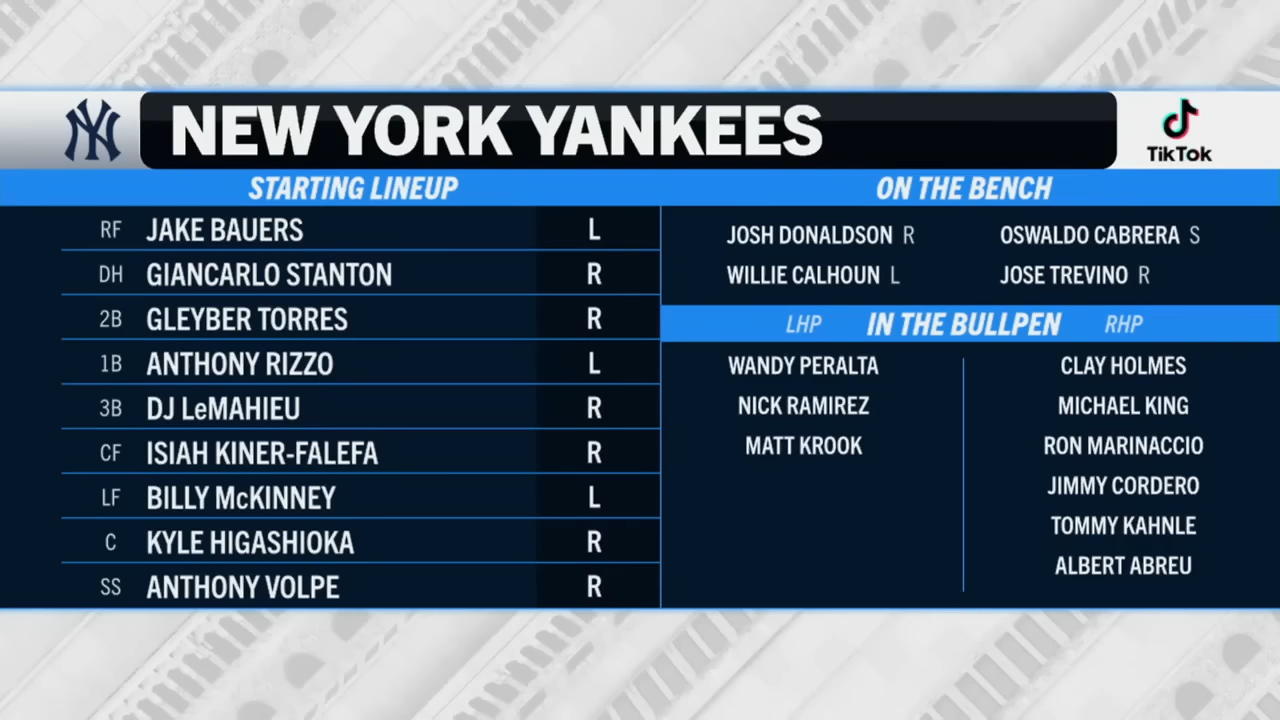 NEW YORK YANKEES
TikTok
STARTING LINEUP
RF JAKE BAUERS L
DH GIANCARLO STANTON R
2B GLEYBER TORRES R
1B ANTHONY RIZZO L
3B DJ LeMAHIEU R
CF ISIAH KINER-FALEFA R
LF BILLY McKINNEY L
C KYLE HIGASHIOKA R
SS ANTHONY VOLPE R
ON THE BENCH
JOSH DONALDSON R OSWALDO CABRERA S
WILLIE CALHOUN L JOSE TREVINO R
LHP IN THE BULLPEN RHP
WANDY PERALTA CLAY HOLMES
NICK RAMIREZ MICHAEL KING
MATT KROOK RON MARINACCIO
JIMMY CORDERO
TOMMY KAHNLE
ALBERT ABREU